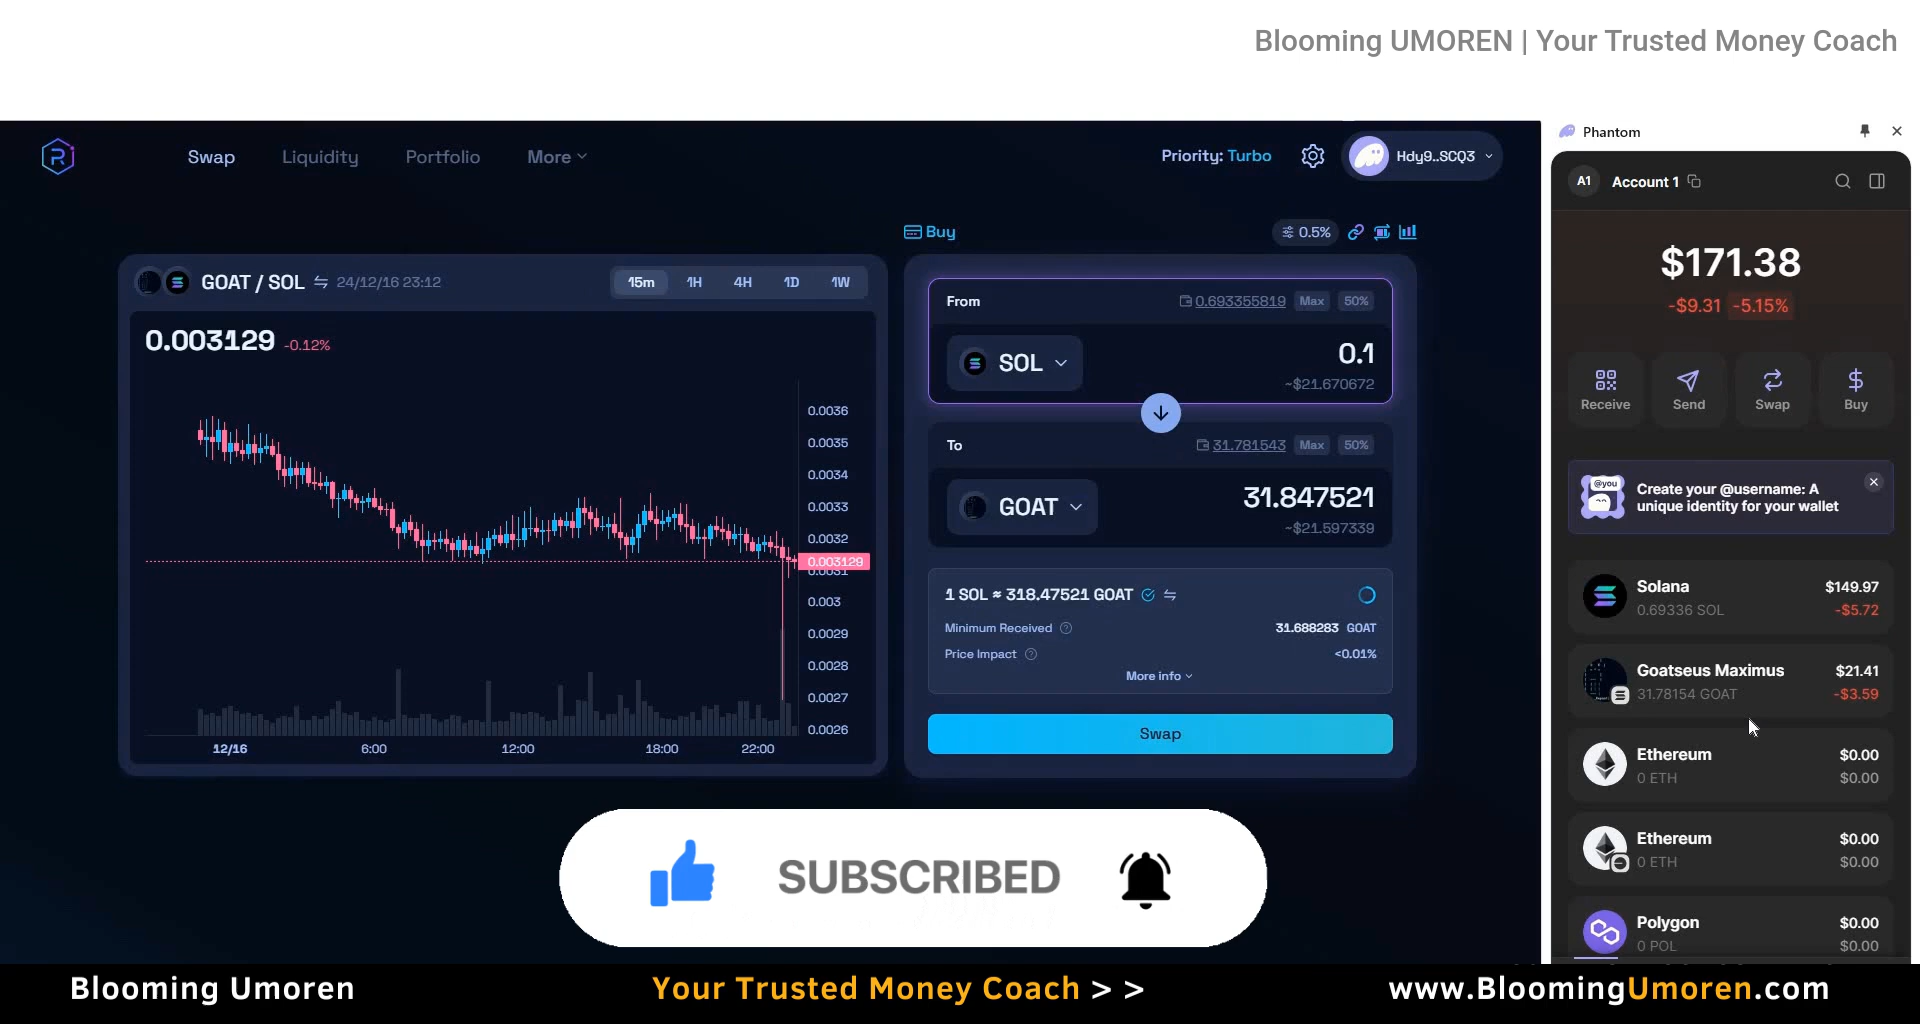 Blooming UMOREN | Your Trusted Money Coach
Swap
Liquidity
Portfolio
More
Priority: Turbo
Hdy9..SCQ3
Buy
0.5%
GOAT / SOL
24/12/16 23:12
15m
1H
4H
1D
1W
0.003129
-0.12%
0.0036
0.0035
0.0034
0.0033
0.0032
0.003129
0.0031
0.003
0.0029
0.0028
0.0027
0.0026
12/16
6:00
12:00
18:00
22:00
From
0.693355819
Max
50%
SOL
0.1
~$21.670672
To
31.781543
Max
50%
GOAT
31.847521
~$21.597339
1 SOL ≈ 318.47521 GOAT
Minimum Received
31.688283 GOAT
Price Impact
<0.01%
More info
Swap
Phantom
A1
Account 1
$171.38
-$9.31 -5.15%
Receive
Send
Swap
Buy
@you
Create your @username: A
unique identity for your wallet
Solana
$149.97
0.69336 SOL
-$5.72
Goatseus Maximus
$21.41
31.78154 GOAT
-$3.59
Ethereum
$0.00
0 ETH
$0.00
Ethereum
$0.00
0 ETH
$0.00
Polygon
$0.00
0 POL
$0.00
SUBSCRIBED
Blooming Umoren
Your Trusted Money Coach > >
www.BloomingUmoren.com